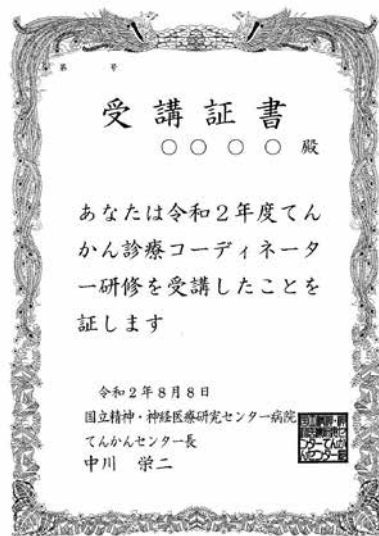 第　　号
受講証書
○○○○ 殿
あなたは令和2年度てん
かん診療コーディネータ
ー研修を受講したことを
証します
令和2年8月8日
国立精神・神経医療研究センター病院
てんかんセンター長
中川　栄二